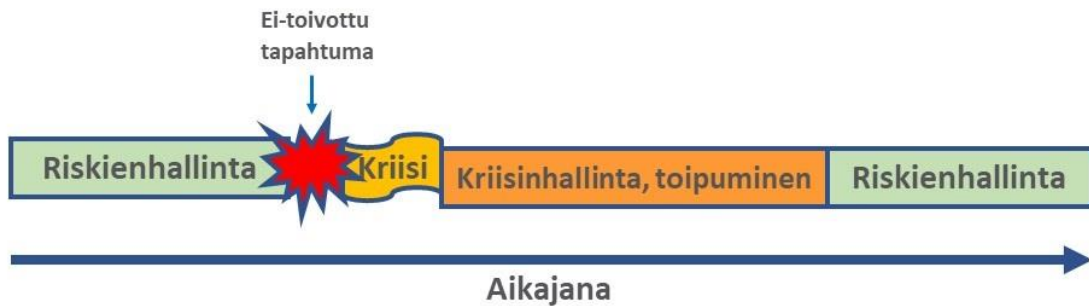 Ei-toivottu
tapahtuma
Riskienhallinta
Kriisi
Kriisinhallinta, toipuminen
Riskienhallinta
Aikajana